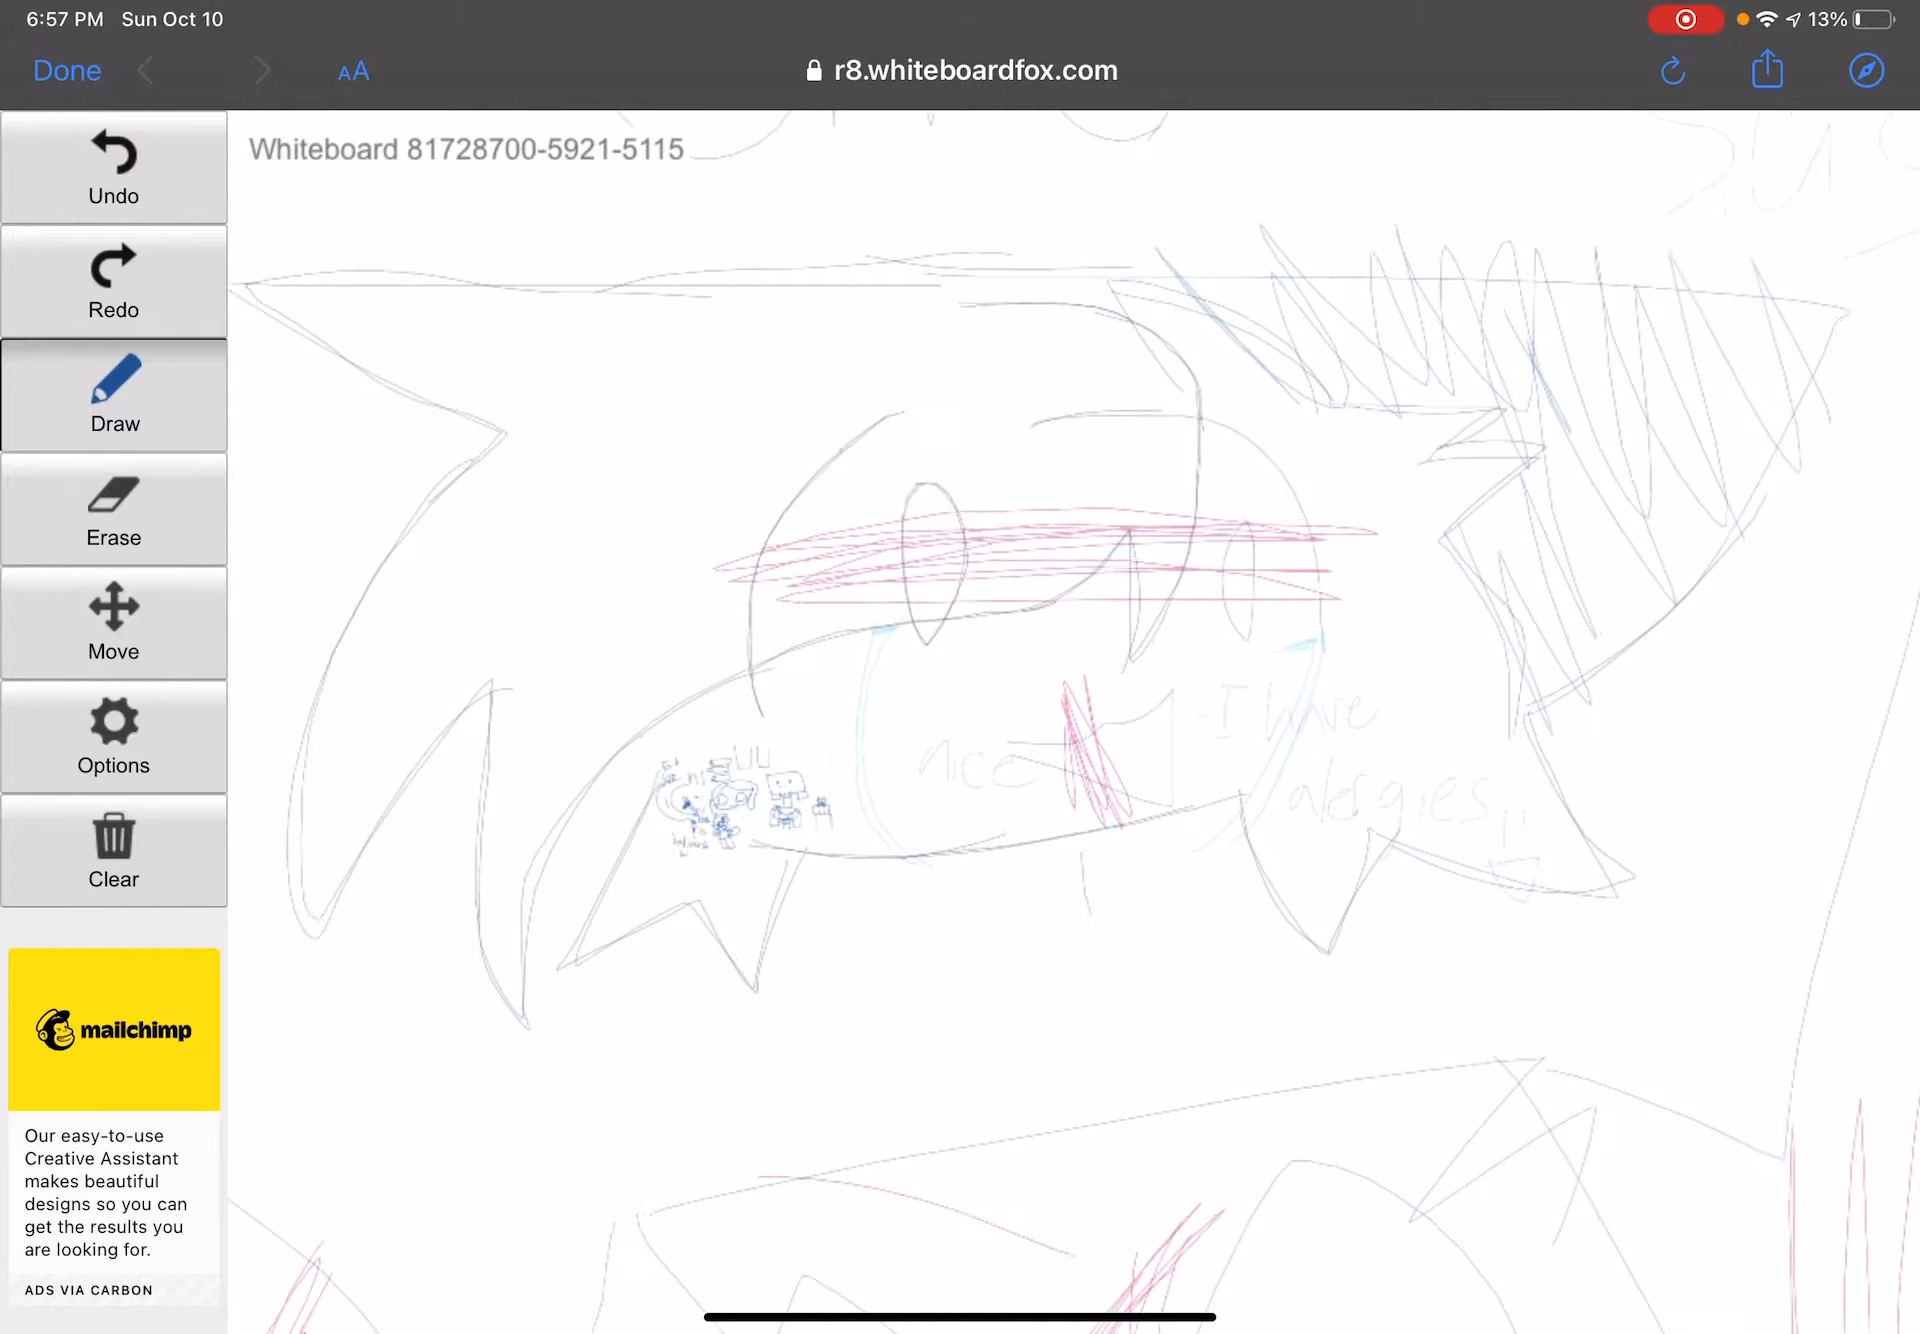 6:57 PM Sun Oct 10
13%
Done
AA
r8.whiteboardfox.com
Undo
Redo
Draw
Erase
Move
Options
Clear
Whiteboard 81728700-5921-5115
nice
I have
alergies
mailchimp
Our easy-to-use
Creative Assistant
makes beautiful
designs so you can
get the results you
are looking for.
ADS VIA CARBON